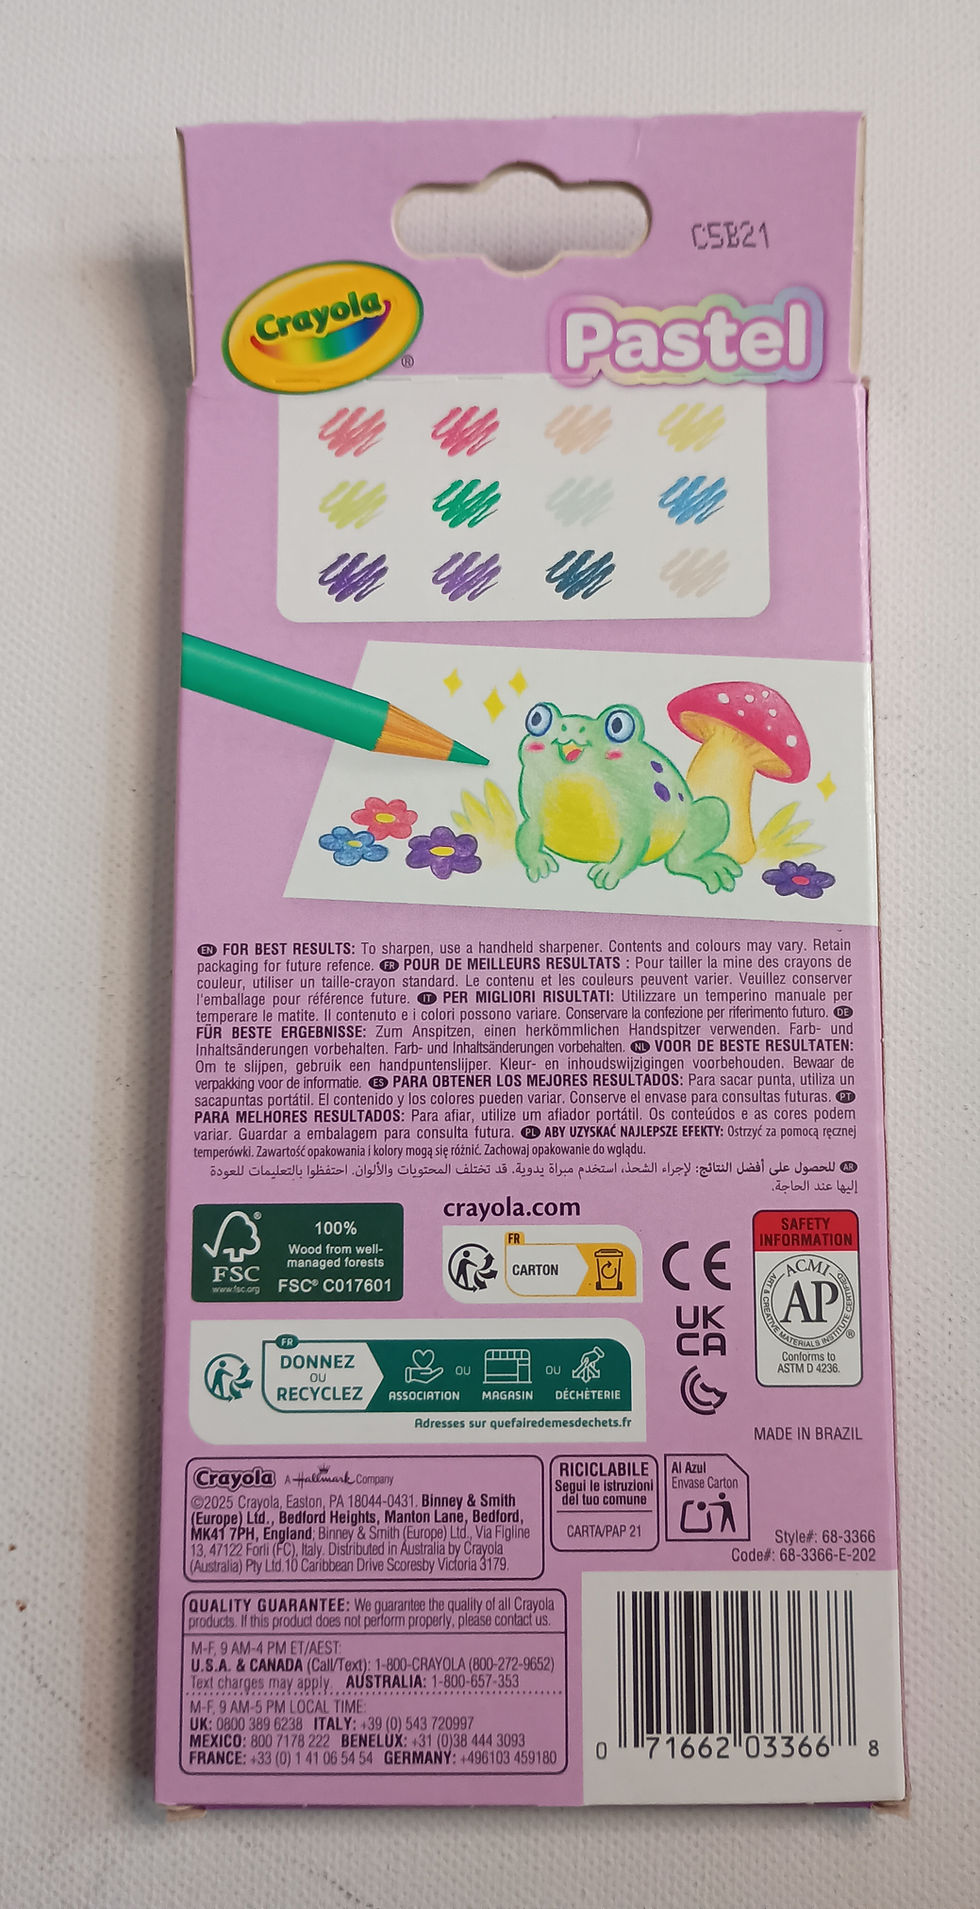 C5B21
Crayola
®
Pastel
EN FOR BEST RESULTS: To sharpen, use a handheld sharpener. Contents and colours may vary. Retain
packaging for future refence. FR POUR DE MEILLEURS RESULTATS : Pour tailler la mine des crayons de
couleur, utiliser un taille-crayon standard. Le contenu et les couleurs peuvent varier. Veuillez conserver
l'emballage pour référence future. IT PER MIGLIORI RISULTATI: Utilizzare un temperino manuale per
temperare le matite. Il contenuto e i colori possono variare. Conservare la confezione per riferimento futuro. DE
FÜR BESTE ERGEBNISSE: Zum Anspitzen, einen herkömmlichen Handspitzer verwenden. Farb- und
Inhaltsänderungen vorbehalten. Farb- und Inhaltsänderungen vorbehalten. NL VOOR DE BESTE RESULTATEN:
Om te slijpen, gebruik een handpuntenslijper. Kleur- en inhoudswijzigingen voorbehouden. Bewaar de
verpakking voor de informatie. ES PARA OBTENER LOS MEJORES RESULTADOS: Para sacar punta, utiliza un
sacapuntas portátil. El contenido y los colores pueden variar. Conserve el envase para consultas futuras. PT
PARA MELHORES RESULTADOS: Para afiar, utilize um afiador portátil. Os conteúdos e as cores podem
variar. Guardar a embalagem para consulta futura. PL ABY UZYSKAĆ NAJLEPSZE EFEKTY: Ostrzyć za pomocą ręcznej
temperówki. Zawartość opakowania i kolory mogą się różnić. Zachowaj opakowanie do wglądu.
AR للحصول على أفضل النتائج: لإجراء الشحذ، استخدم مبراة يدوية. قد تختلف المحتويات والألوان. احتفظوا بالتعليمات للعودة
إليها عند الحاجة.
FSC
®
www.fsc.org
100%
Wood from well-
managed forests
FSC® C017601
crayola.com
FR
CARTON
CE
UK
CA
SAFETY
INFORMATION
ACMI
AP
ART & CREATIVE MATERIALS INSTITUTE CERTIFIED
®
Conforms to
ASTM D 4236.
FR
DONNEZ
OU
RECYCLEZ
ASSOCIATION
OU
MAGASIN
OU
DÉCHÈTERIE
Adresses sur quefairedemesdechets.fr
MADE IN BRAZIL
Crayola A Hallmark Company
©2025 Crayola, Easton, PA 18044-0431. Binney & Smith
(Europe) Ltd., Bedford Heights, Manton Lane, Bedford,
MK41 7PH, England; Binney & Smith (Europe) Ltd., Via Figline
13, 47122 Forlì (FC), Italy. Distributed in Australia by Crayola
(Australia) Pty Ltd.10 Caribbean Drive Scoresby Victoria 3179.
RICICLABILE
Segui le istruzioni
del tuo comune
CARTA/PAP 21
Al Azul
Envase Carton
Style#: 68-3366
Code#: 68-3366-E-202
QUALITY GUARANTEE: We guarantee the quality of all Crayola
products. If this product does not perform properly, please contact us.
M-F, 9 AM-4 PM ET/AEST:
U.S.A. & CANADA (Call/Text): 1-800-CRAYOLA (800-272-9652)
Text charges may apply. AUSTRALIA: 1-800-657-353
M-F, 9 AM-5 PM LOCAL TIME:
UK: 0800 389 6238 ITALY: +39 (0) 543 720997
MEXICO: 800 7178 222 BENELUX: +31 (0)38 444 3093
FRANCE: +33 (0) 1 41 06 54 54 GERMANY: +496103 459180
0 71662 03366 8